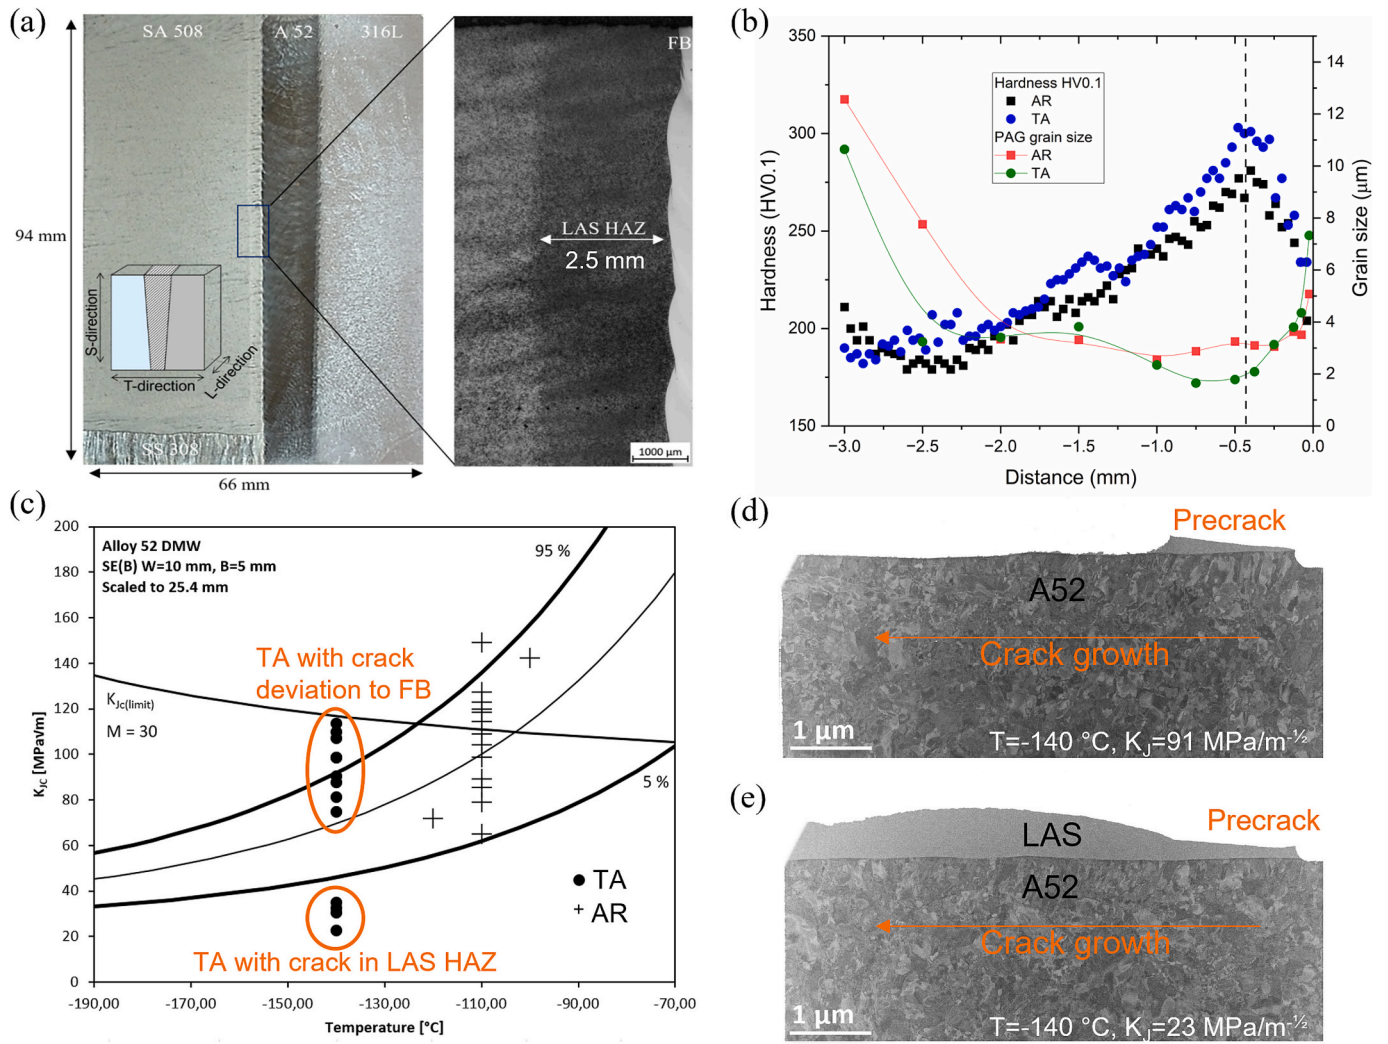 (a)
SA 508
A 52
316L
FB
94 mm
LAS HAZ
2.5 mm
S-direction
T-direction
L-direction
SS 308
1000 μm
66 mm
(b)
350
300
250
200
150
Hardness (HV0.1)
Hardness HV0.1
AR
TA
PAG grain size
AR
TA
14
13
12
11
10
9
8
7
6
5
4
3
2
1
0
Grain size (μm)
-3.0
-2.5
-2.0
-1.5
-1.0
-0.5
0.0
Distance (mm)
(c)
200
180
160
140
120
100
80
60
40
20
0
KJC [MPa√m]
Alloy 52 DMW
SE(B) W=10 mm, B=5 mm
Scaled to 25.4 mm
95 %
TA with crack
deviation to FB
KJc(limit)
M = 30
5 %
TA
AR
TA with crack in LAS HAZ
-190,00
-170,00
-150,00
-130,00
-110,00
-90,00
-70,00
Temperature [°C]
(d)
Precrack
A52
Crack growth
1 μm
T=-140 °C, KJ=91 MPa/m-½
(e)
LAS
Precrack
A52
Crack growth
1 μm
T=-140 °C, KJ=23 MPa/m-½